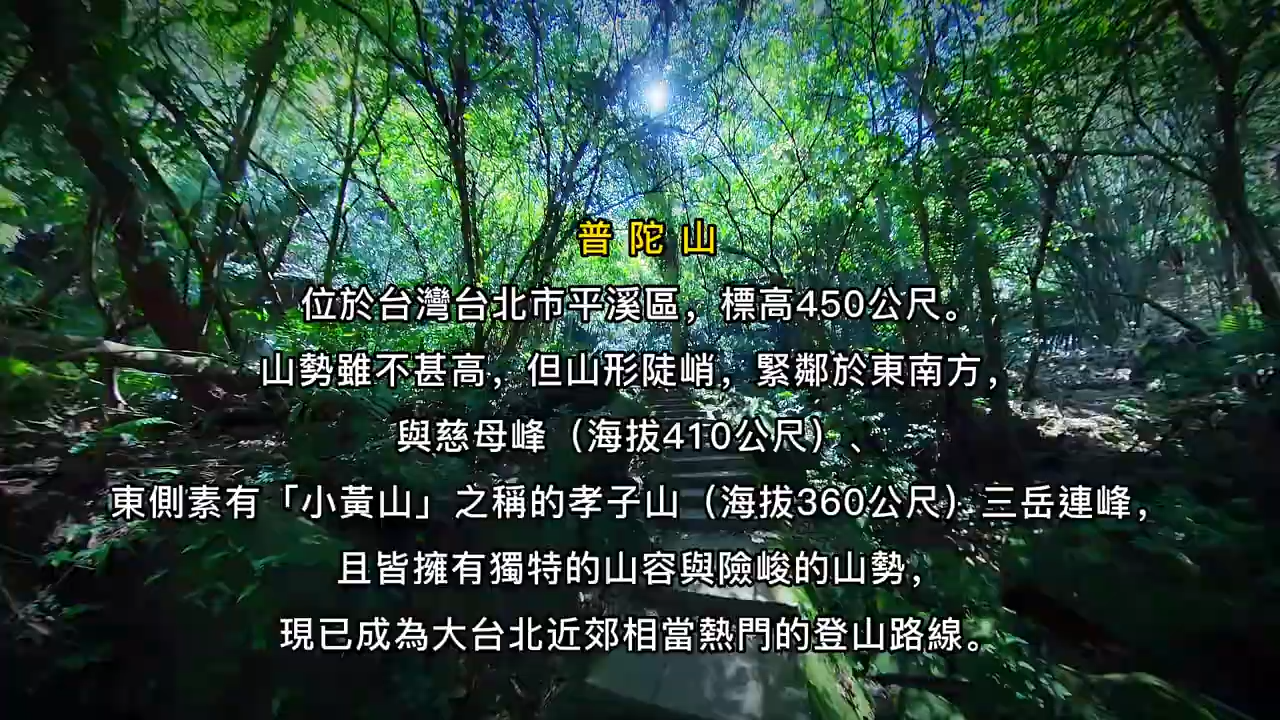 普陀山
位於台灣台北市平溪區，標高450公尺。
山勢雖不甚高，但山形陡峭，緊鄰於東南方，
與慈母峰（海拔410公尺）、
東側素有「小黃山」之稱的孝子山（海拔360公尺）三岳連峰，
且皆擁有獨特的山容與險峻的山勢，
現已成為大台北近郊相當熱門的登山路線。